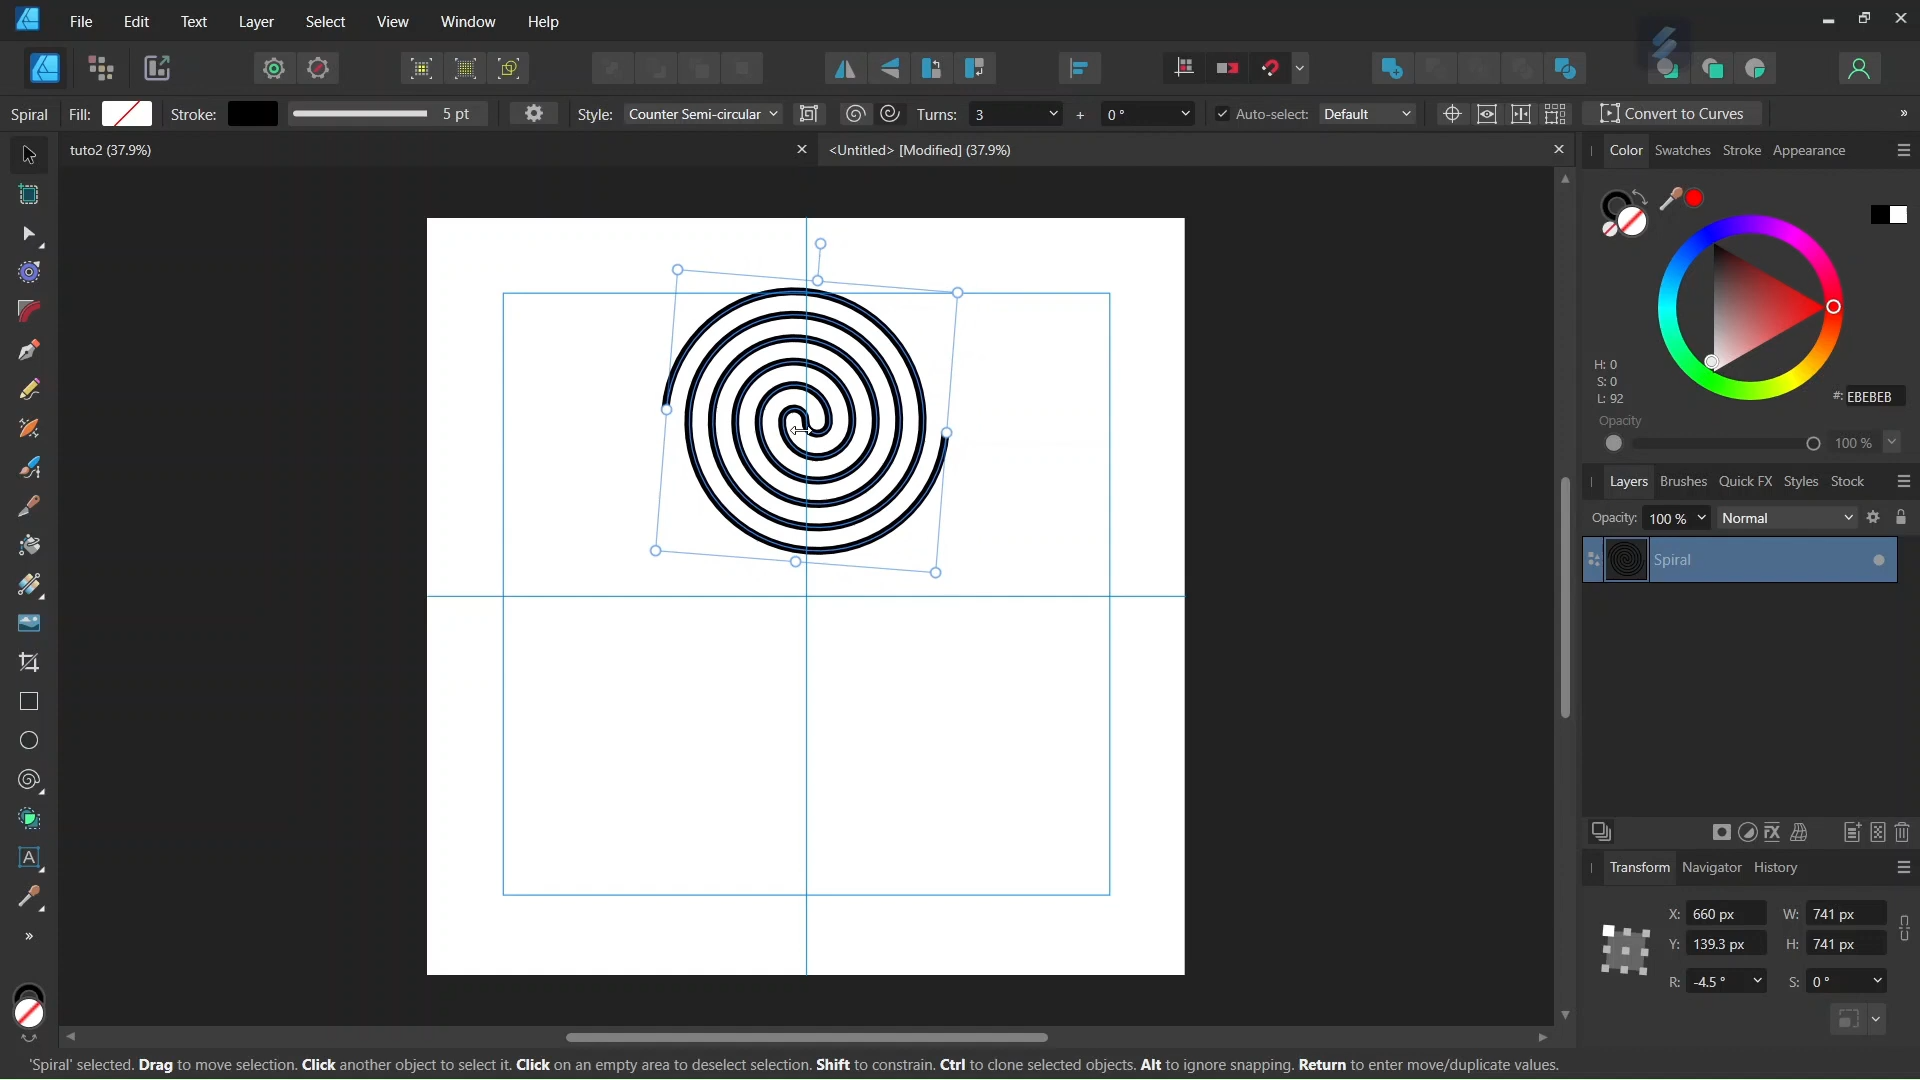 File Edit Text Layer Select View Window Help
Spiral Fill: Stroke: 5 pt Style: Counter Semi-circular Turns: 3 + 0 ° Auto-select: Default Convert to Curves »
tuto2 (37.9%) × <Untitled> [Modified] (37.9%) ×
Color Swatches Stroke Appearance
H: 0
S: 0
L: 92
#: EBEBEB
Opacity
100 %
Layers Brushes Quick FX Styles Stock
Opacity: 100 % Normal
Spiral
Transform Navigator History
X: 660 px W: 741 px
Y: 139.3 px H: 741 px
R: -4.5 ° S: 0 °
'Spiral' selected. Drag to move selection. Click another object to select it. Click on an empty area to deselect selection. Shift to constrain. Ctrl to clone selected objects. Alt to ignore snapping. Return to enter move/duplicate values.